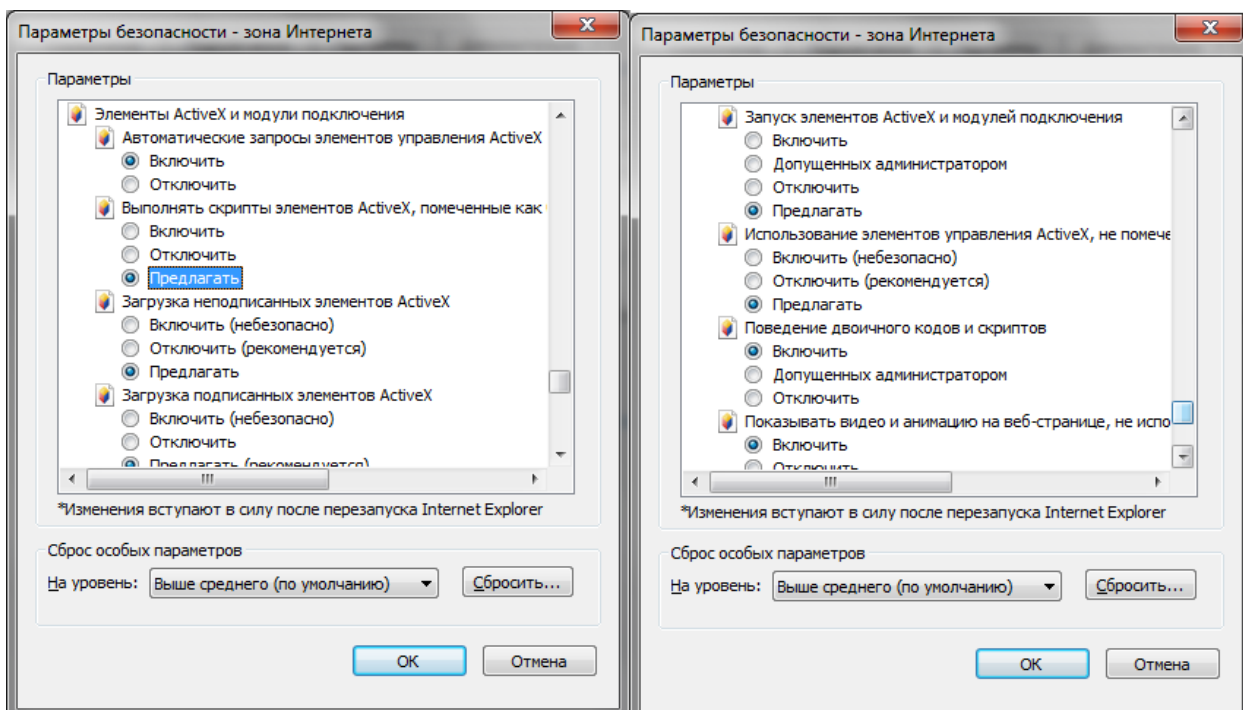 Параметры безопасности - зона Интернета
Параметры
Элементы ActiveX и модули подключения
Автоматические запросы элементов управления ActiveX
Включить
Отключить
Выполнять скрипты элементов ActiveX, помеченные как
Включить
Отключить
Предлагать
Загрузка неподписанных элементов ActiveX
Включить (небезопасно)
Отключить (рекомендуется)
Предлагать
Загрузка подписанных элементов ActiveX
Включить (небезопасно)
Отключить
Предлагать (рекомендуется)
*Изменения вступают в силу после перезапуска Internet Explorer
Сброс особых параметров
На уровень: Выше среднего (по умолчанию) Сбросить...
ОК Отмена
Параметры безопасности - зона Интернета
Параметры
Запуск элементов ActiveX и модулей подключения
Включить
Допущенных администратором
Отключить
Предлагать
Использование элементов управления ActiveX, не помече
Включить (небезопасно)
Отключить (рекомендуется)
Предлагать
Поведение двоичного кодов и скриптов
Включить
Допущенных администратором
Отключить
Показывать видео и анимацию на веб-странице, не испо
Включить
Отключить
*Изменения вступают в силу после перезапуска Internet Explorer
Сброс особых параметров
На уровень: Выше среднего (по умолчанию) Сбросить...
ОК Отмена